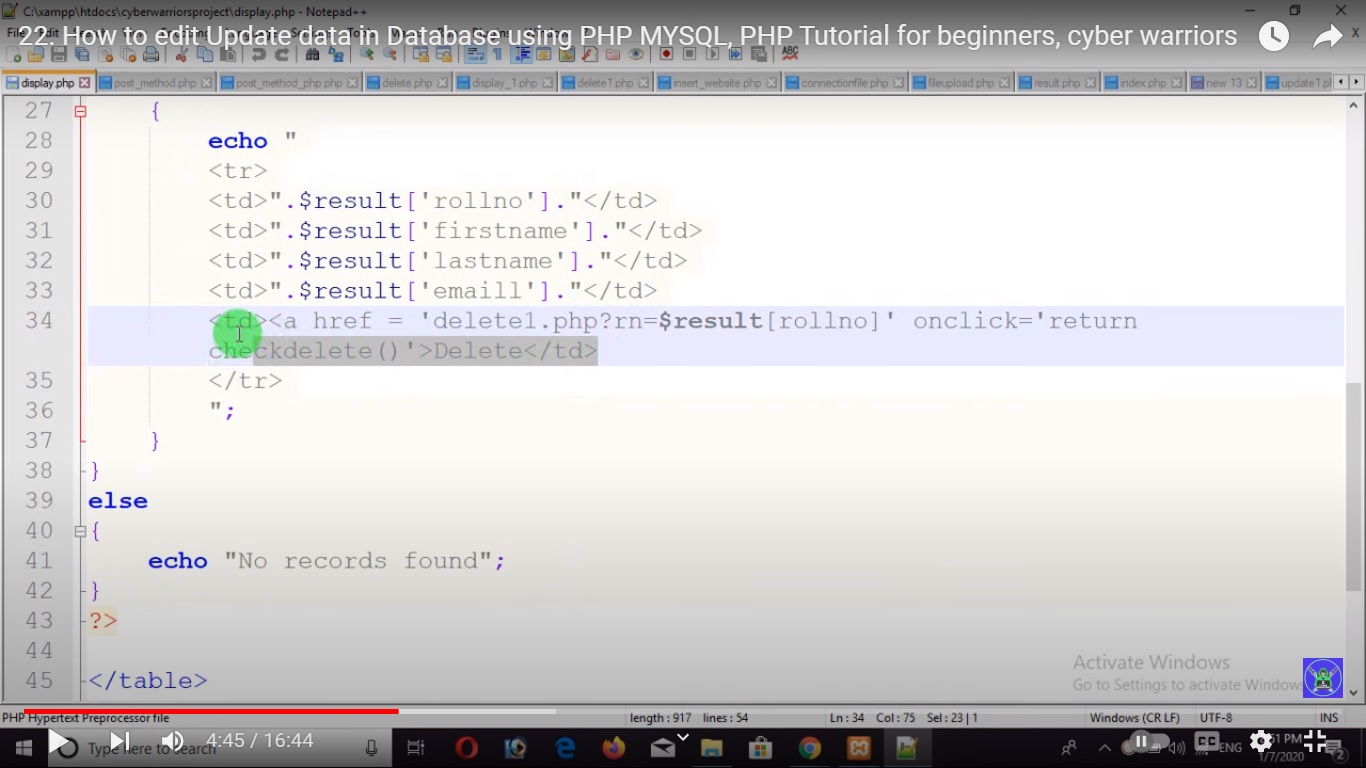 C:\xampp\htdocs\cyberwarriorsproject\display.php - Notepad++
22. How to edit Update data in Database using PHP MYSQL, PHP Tutorial for beginners, cyber warriors
display.php post_method.php post_method_php.php delete.php display_1.php delete1.php insert_website.php connectionfile.php fileupload.php result.php index.php new 13 update1.pl
27 {
28 echo "
29 <tr>
30 <td>".$result['rollno']."</td>
31 <td>".$result['firstname']."</td>
32 <td>".$result['lastname']."</td>
33 <td>".$result['emaill']."</td>
34 <td><a href = 'delete1.php?rn=$result[rollno]' onclick='return
checkdelete()'>Delete</td>
35 </tr>
36 ";
37 }
38 }
39 else
40 {
41 echo "No records found";
42 }
43 ?>
44
45 </table>
Activate Windows
Go to Settings to activate Windows
PHP Hypertext Preprocessor file length : 917 lines : 54 Ln : 34 Col : 75 Sel : 23 | 1 Windows (CR LF) UTF-8 INS
Type here to search
4:45 / 16:44
CC ENG
51 PM
1/7/2020
2